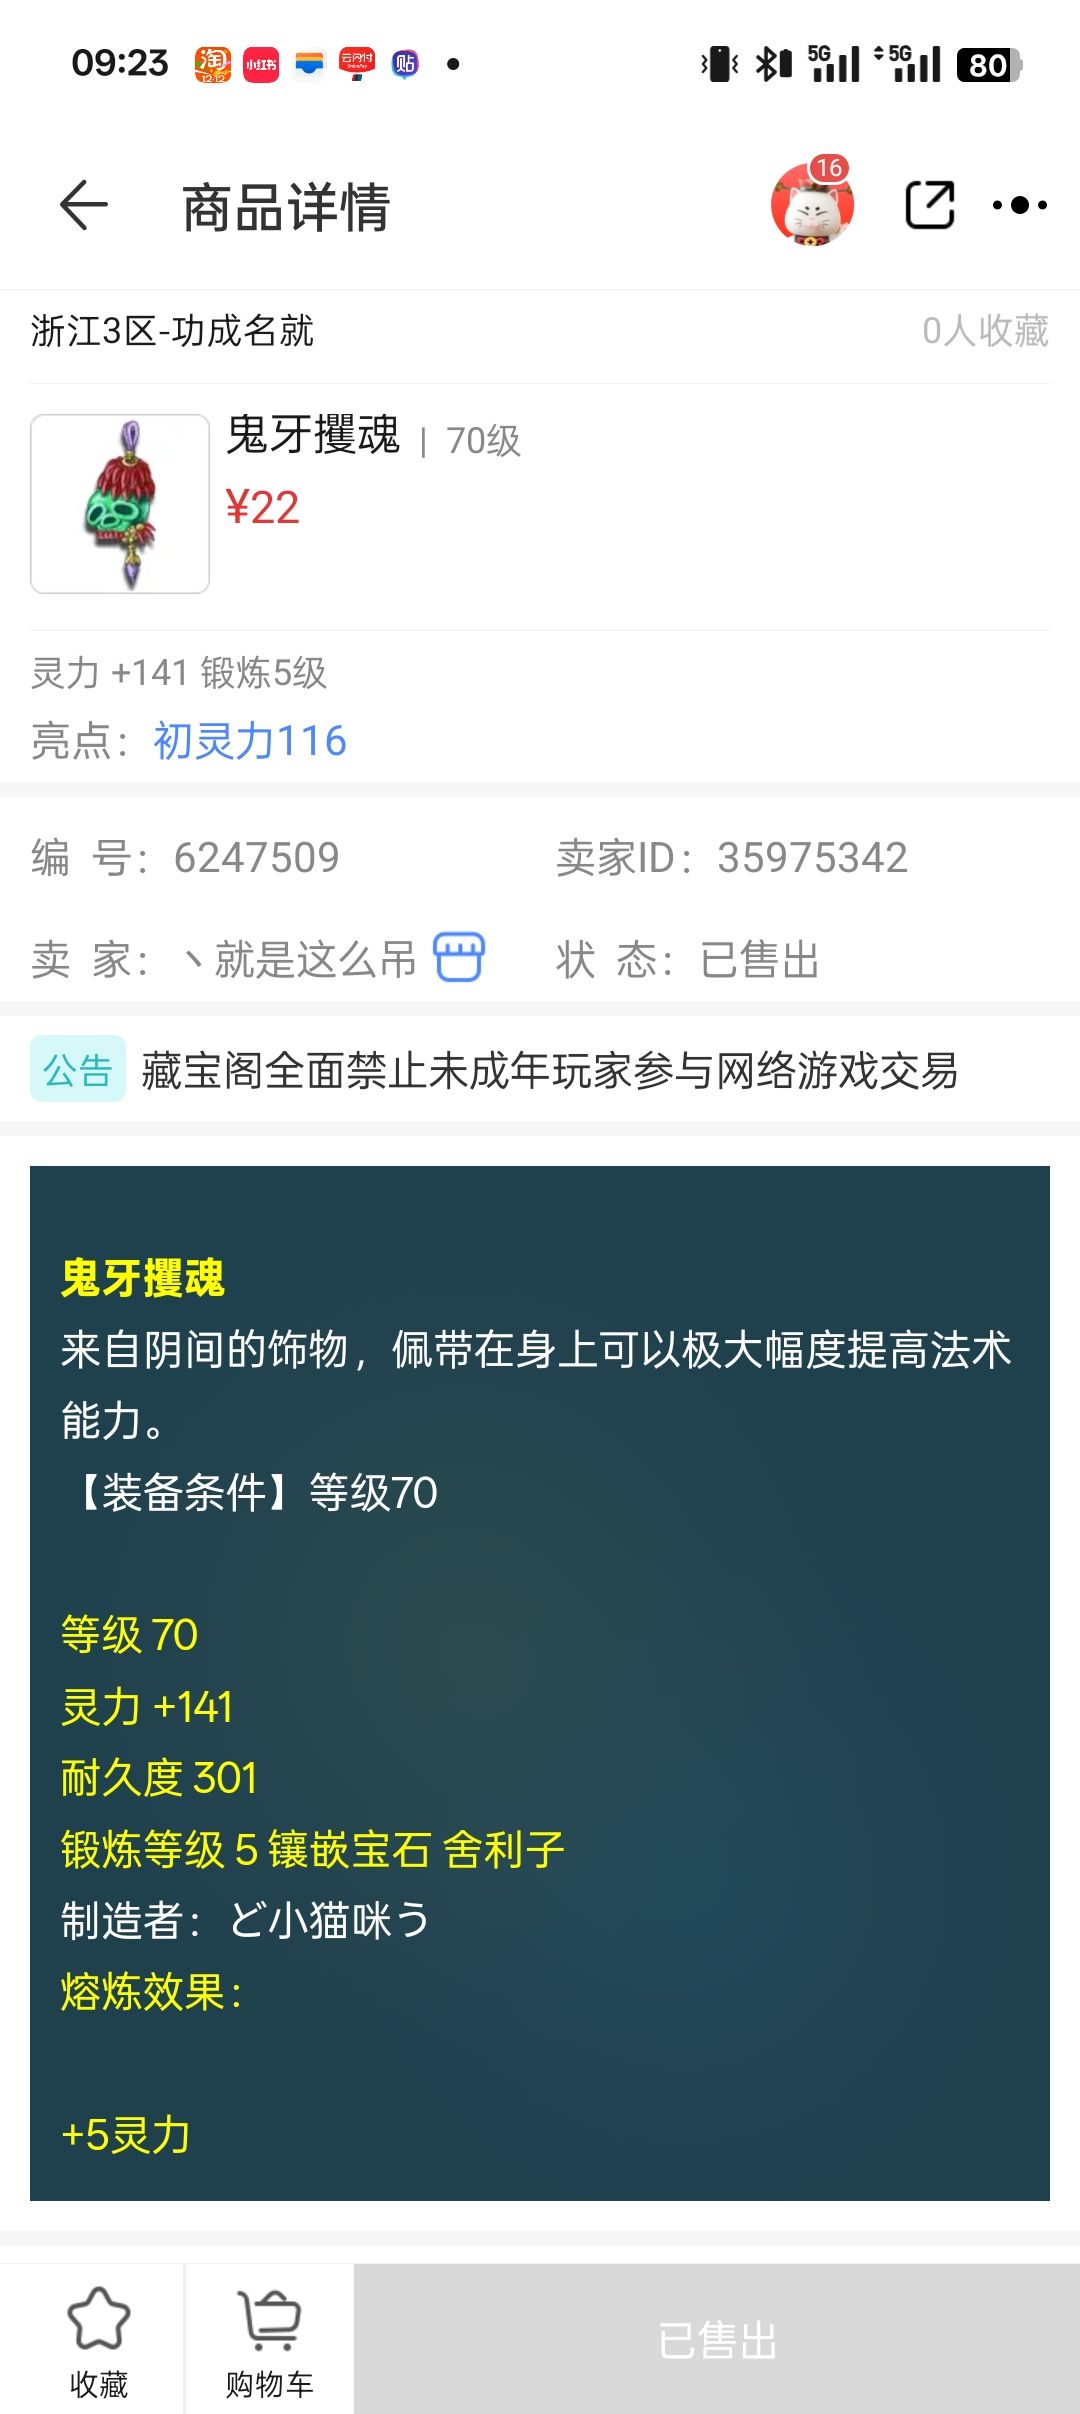 09:23
5G 5G 80
商品详情
16
浙江3区-功成名就 0人收藏
鬼牙攫魂 | 70级
¥22
灵力 +141 锻炼5级
亮点：初灵力116
编 号：6247509 卖家ID：35975342
卖 家：丶就是这么吊 状 态：已售出
公告 藏宝阁全面禁止未成年玩家参与网络游戏交易
鬼牙攫魂
来自阴间的饰物，佩带在身上可以极大幅度提高法术
能力。
【装备条件】等级70
等级 70
灵力 +141
耐久度 301
锻炼等级 5 镶嵌宝石 舍利子
制造者：ど小猫咪う
熔炼效果：
+5灵力
收藏 购物车 已售出